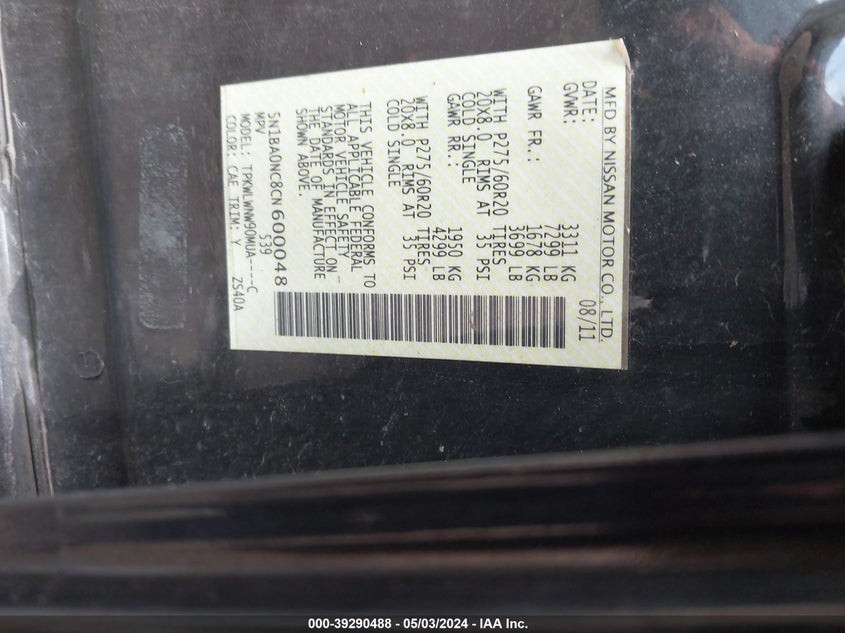 MFD BY NISSAN MOTOR CO., LTD.
DATE: 08/11
GVWR: 3311 KG
7299 LB
GAWR FR.: 1678 KG
3699 LB
WITH P275/60R20 TIRES
20X8.0 RIMS AT 35 PSI
COLD SINGLE
GAWR RR.: 1950 KG
4299 LB
WITH P275/60R20 TIRES
20X8.0 RIMS AT 35 PSI
COLD SINGLE
THIS VEHICLE CONFORMS TO
ALL APPLICABLE FEDERAL
MOTOR VEHICLE SAFETY
STANDARDS IN EFFECT ON
THE DATE OF MANUFACTURE
SHOWN ABOVE.
5N1BA0NC8CN600048
MPV 539
MODEL: TPKWLWNW90MUA----C
COLOR: CAE TRIM: Y ZS40A
000-39290488 - 05/03/2024 - IAA Inc.